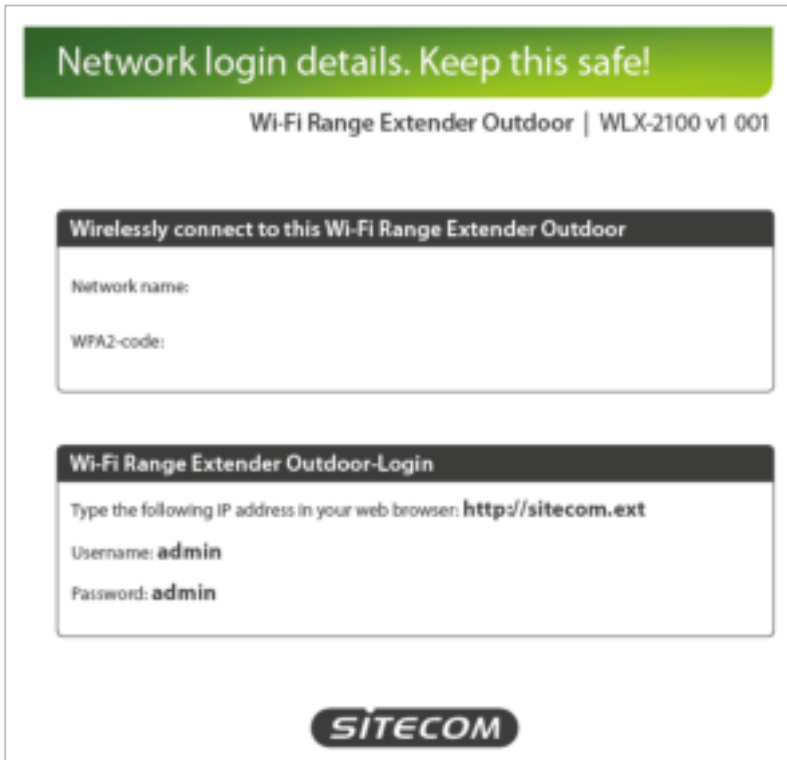 Network login details. Keep this safe!
Wi-Fi Range Extender Outdoor | WLX-2100 v1 001
Wirelessly connect to this Wi-Fi Range Extender Outdoor
Network name:
WPA2-code:
Wi-Fi Range Extender Outdoor-Login
Type the following IP address in your web browser: http://sitecom.ext
Username: admin
Password: admin
SITECOM